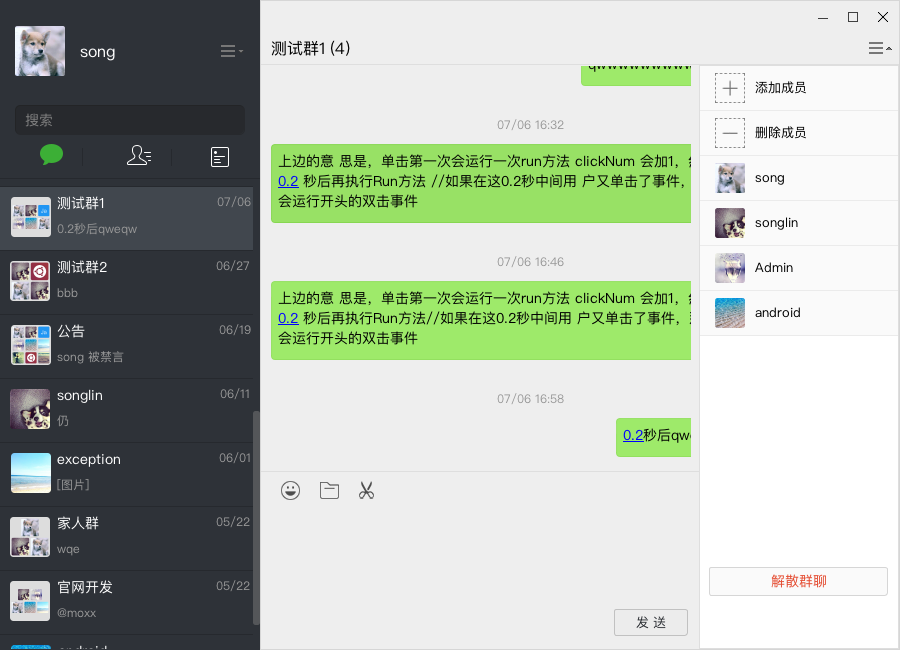 song
搜索
测试群1 07/06
0.2秒后qweqw
测试群2 06/27
bbb
公告 06/19
song 被禁言
songlin 06/11
仍
exception 06/01
[图片]
家人群 05/22
wqe
官网开发 05/22
@moxx
android
测试群1 (4)
07/06 16:32
上边的意 思是，单击第一次会运行一次run方法 clickNum 会加1，
0.2 秒后再执行Run方法 //如果在这0.2秒中间用 户又单击了事件，
会运行开头的双击事件
07/06 16:46
上边的意 思是，单击第一次会运行一次run方法 clickNum 会加1，
0.2 秒后再执行Run方法//如果在这0.2秒中间用 户又单击了事件，
会运行开头的双击事件
07/06 16:58
0.2秒后qw
发 送
添加成员
删除成员
song
songlin
Admin
android
解散群聊